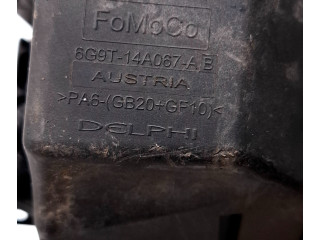 FoMoCo
6G9T-14A067-AB
AUSTRIA
>PA6-(GB20+GF10)<
DELPHI